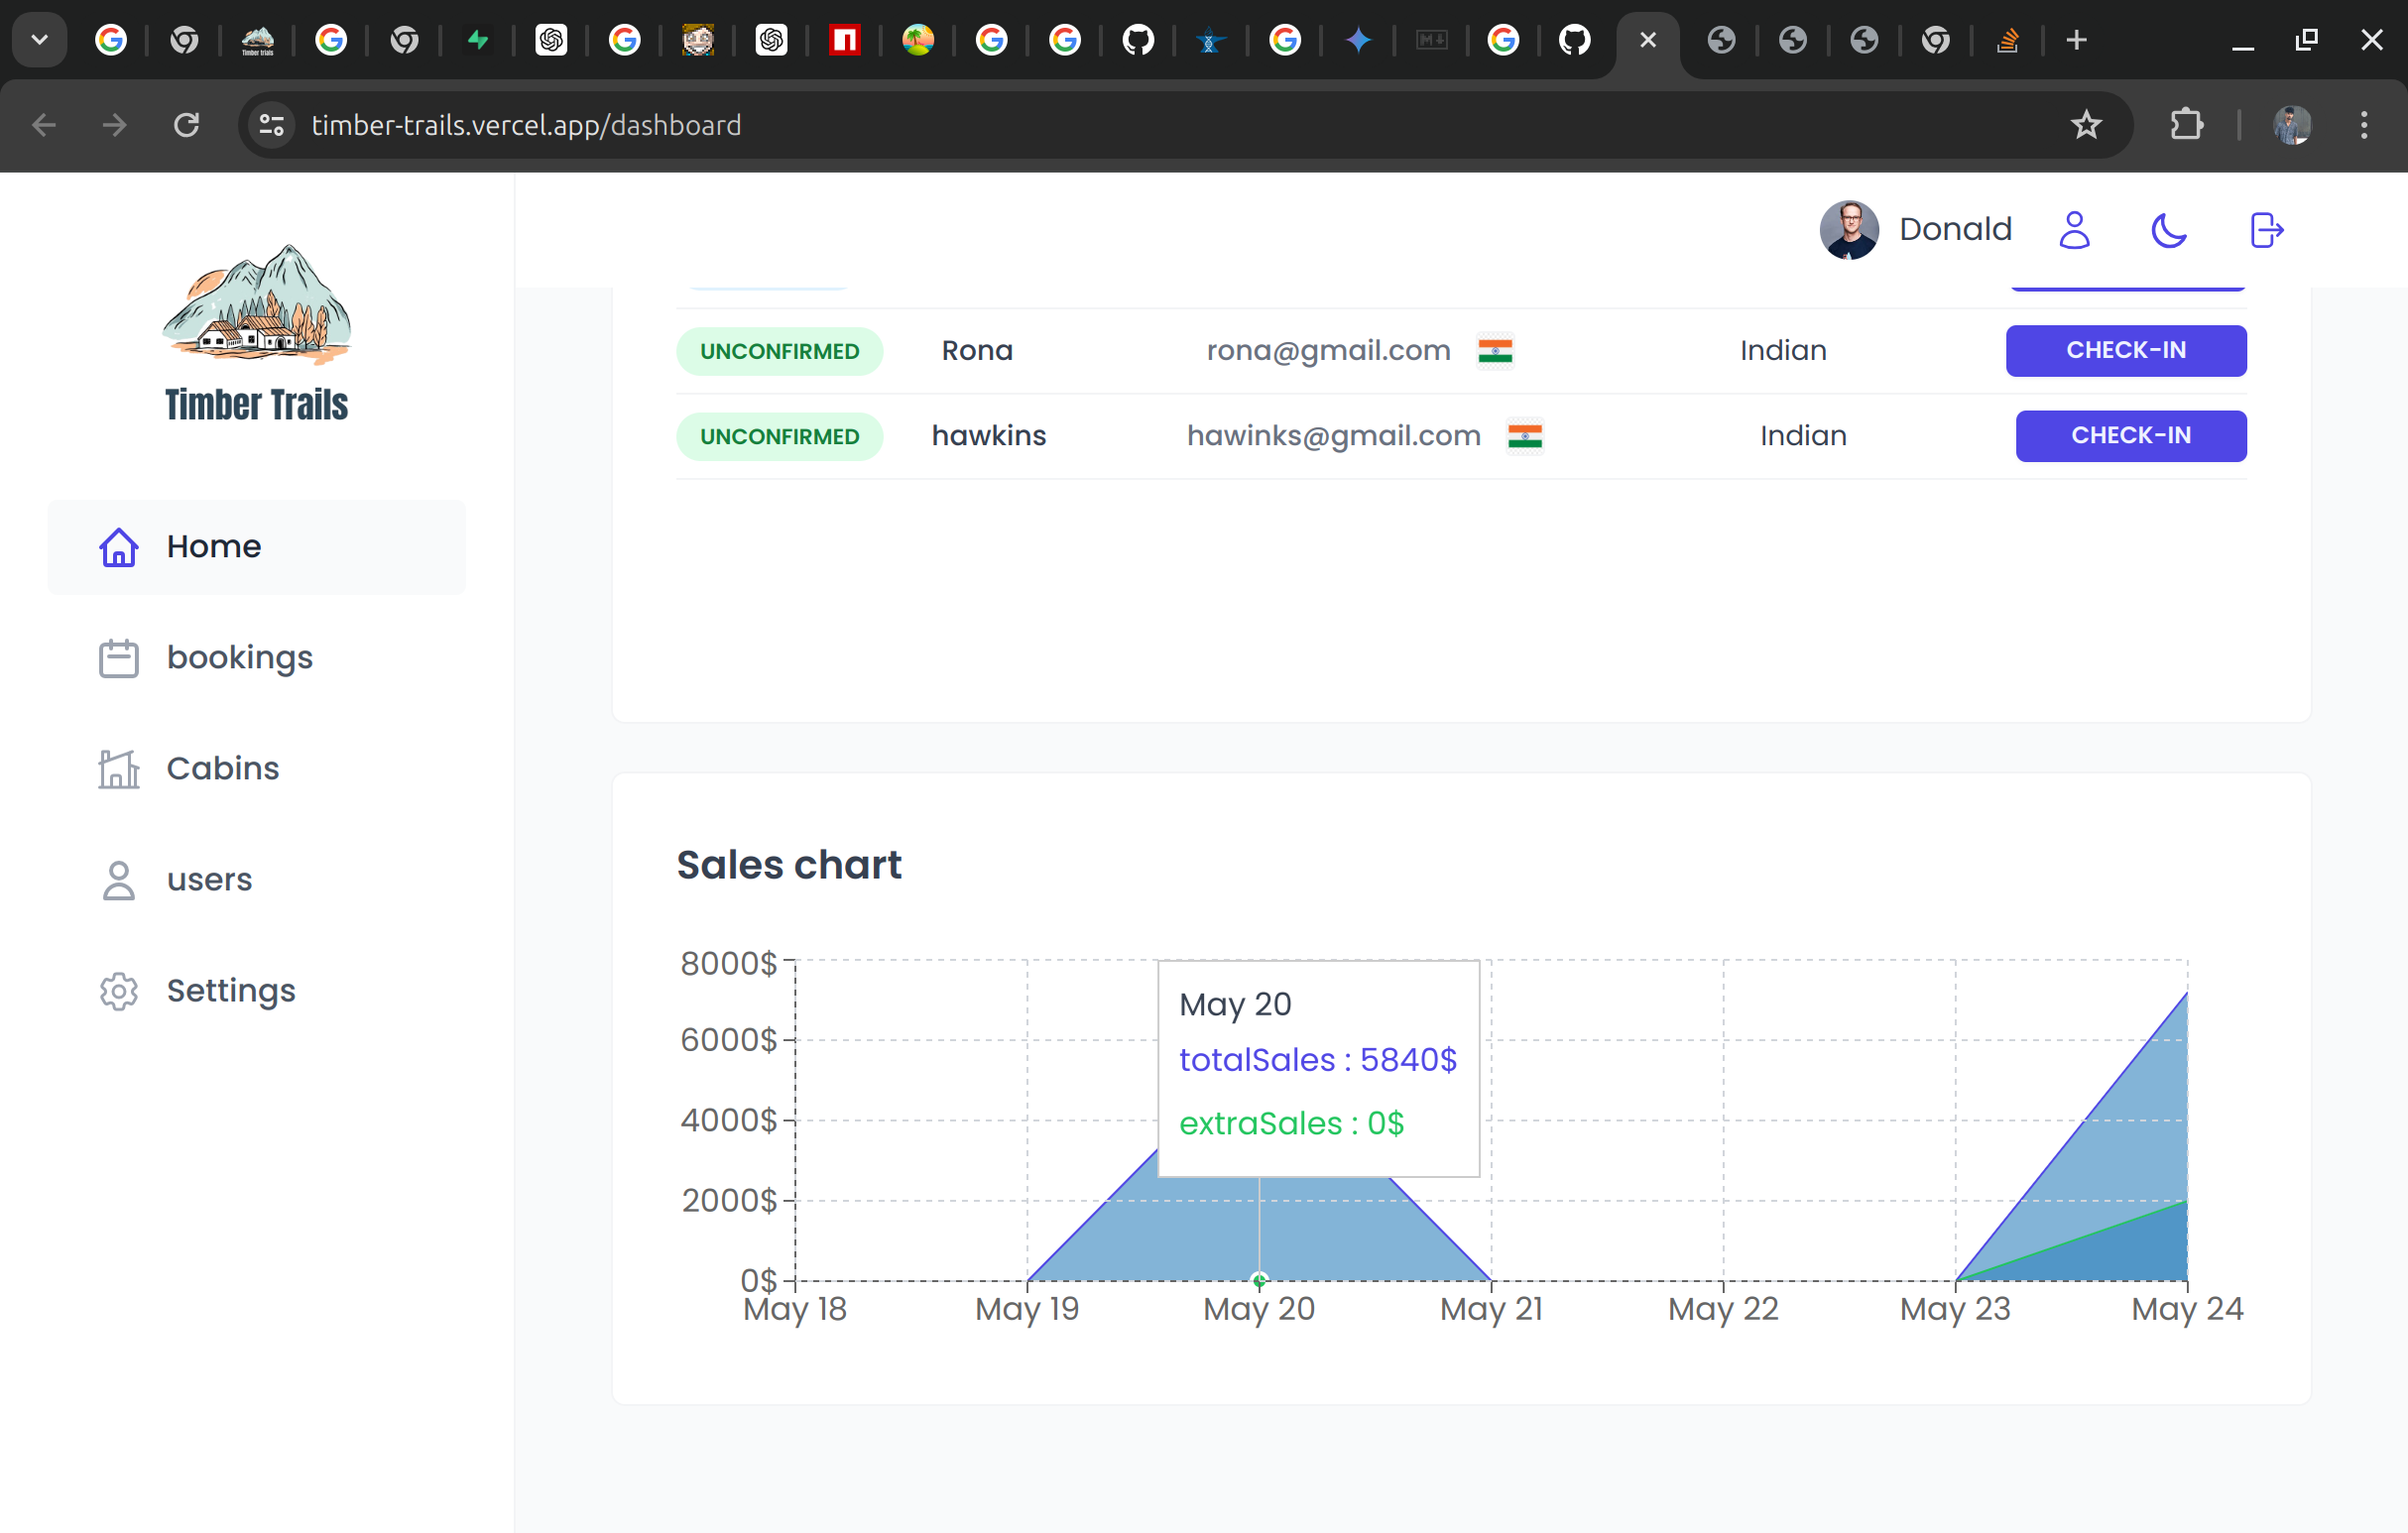 timber-trails.vercel.app/dashboard
Donald
Timber Trails
Home
bookings
Cabins
users
Settings
UNCONFIRMED Rona rona@gmail.com Indian CHECK-IN
UNCONFIRMED hawkins hawinks@gmail.com Indian CHECK-IN
Sales chart
8000$
6000$
4000$
2000$
0$
May 20
totalSales : 5840$
extraSales : 0$
May 18 May 19 May 20 May 21 May 22 May 23 May 24